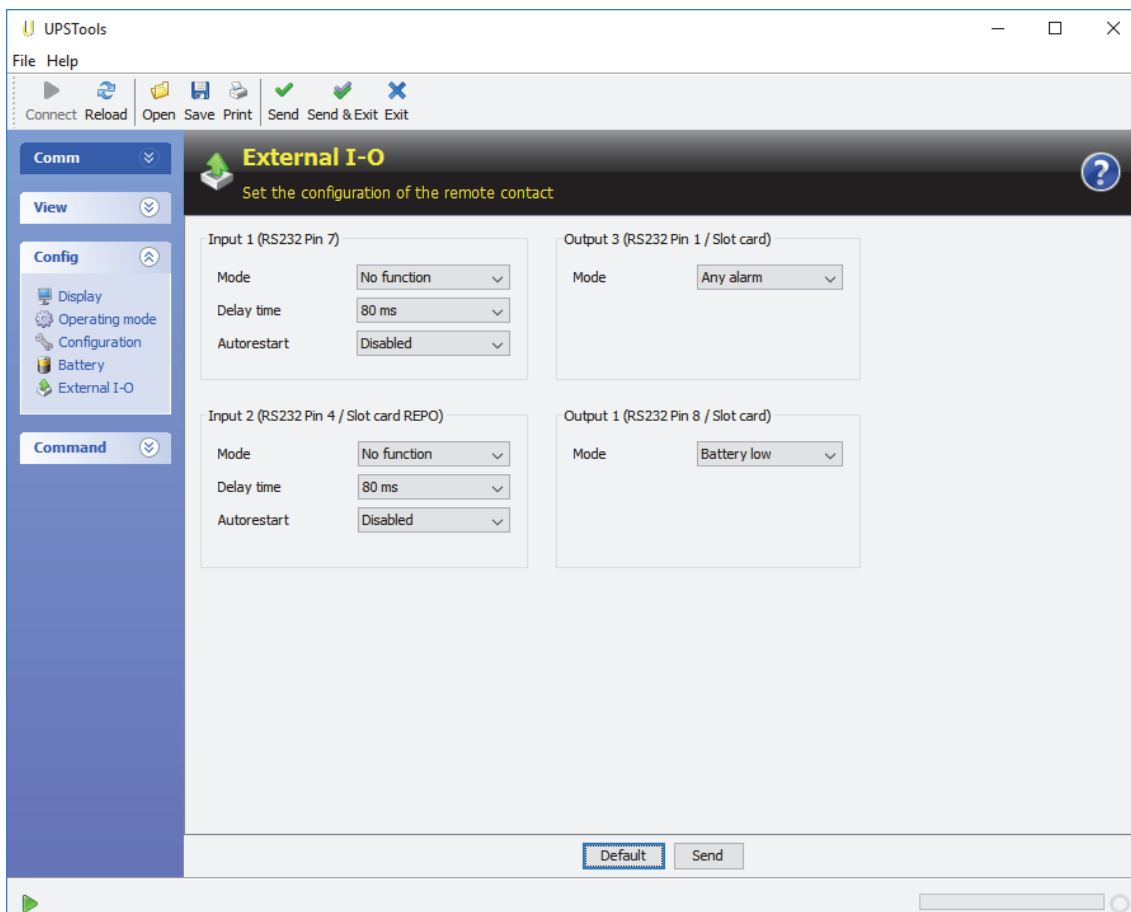 UPSTools
File Help
Connect Reload Open Save Print Send Send & Exit Exit
Comm
View
Config
Display
Operating mode
Configuration
Battery
External I-O
Command
External I-O
Set the configuration of the remote contact
?
Input 1 (RS232 Pin 7)
Mode No function
Delay time 80 ms
Autorestart Disabled
Output 3 (RS232 Pin 1 / Slot card)
Mode Any alarm
Input 2 (RS232 Pin 4 / Slot card REPO)
Mode No function
Delay time 80 ms
Autorestart Disabled
Output 1 (RS232 Pin 8 / Slot card)
Mode Battery low
Default Send